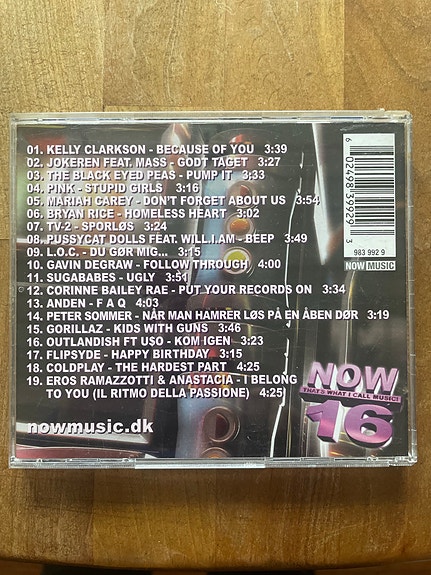 01. KELLY CLARKSON - BECAUSE OF YOU 3:39
02. JOKEREN FEAT. MASS - GODT TAGET 3:27
03. THE BLACK EYED PEAS - PUMP IT 3:33
04. PINK - STUPID GIRLS 3:16
05. MARIAH CAREY - DON'T FORGET ABOUT US 3:54
06. BRYAN RICE - HOMELESS HEART 3:02
07. TV-2 - SPORLØS 3:25
08. PUSSYCAT DOLLS FEAT. WILL.I.AM - BEEP 3:49
09. L.O.C. - DU GØR MIG... 3:15
10. GAVIN DEGRAW - FOLLOW THROUGH 4:00
11. SUGABABES - UGLY 3:51
12. CORINNE BAILEY RAE - PUT YOUR RECORDS ON 3:34
13. ANDEN - F A Q 4:03
14. PETER SOMMER - NÅR MAN HAMRER LØS PÅ EN ÅBEN DØR 3:19
15. GORILLAZ - KIDS WITH GUNS 3:46
16. OUTLANDISH FT U$O - KOM IGEN 3:23
17. FLIPSYDE - HAPPY BIRTHDAY 3:15
18. COLDPLAY - THE HARDEST PART 4:25
19. EROS RAMAZZOTTI & ANASTACIA - I BELONG
TO YOU (IL RITMO DELLA PASSIONE) 4:25
nowmusic.dk
6 02498 39929 3
983 992 9
NOW MUSIC
NOW
THAT'S WHAT I CALL MUSIC!
16